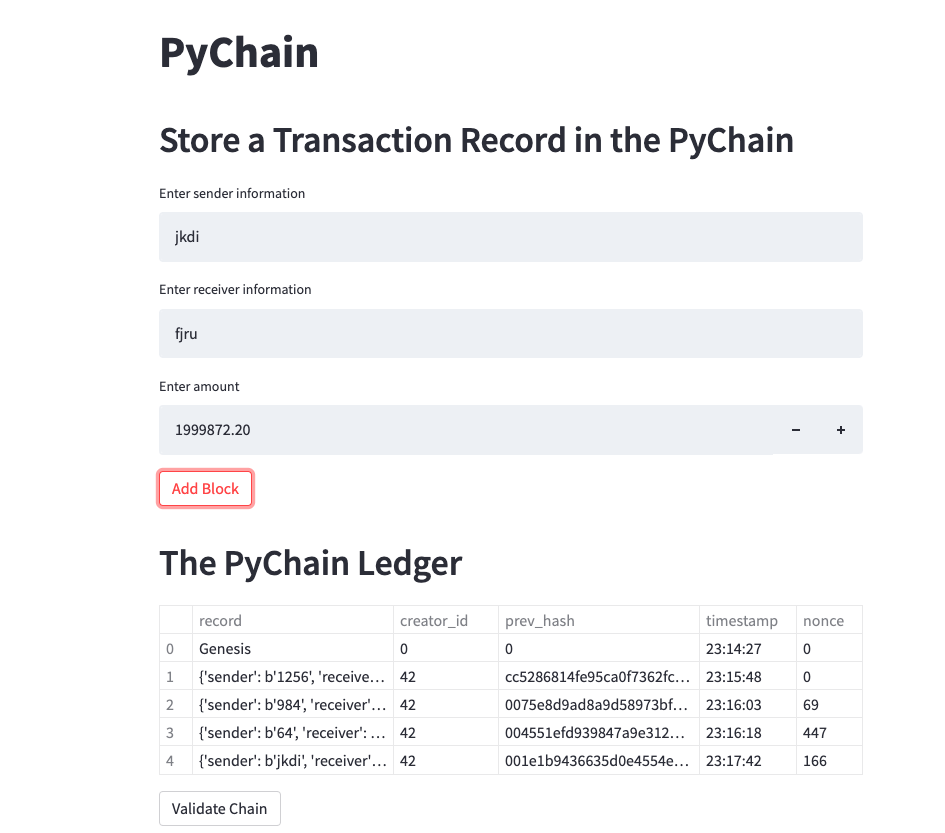 PyChain
Store a Transaction Record in the PyChain
Enter sender information
jkdi
Enter receiver information
fjru
Enter amount
1999872.20 − +
Add Block
The PyChain Ledger
record creator_id prev_hash timestamp nonce
0 Genesis 0 0 23:14:27 0
1 {'sender': b'1256', 'receive… 42 cc5286814fe95ca0f7362fc… 23:15:48 0
2 {'sender': b'984', 'receiver'… 42 0075e8d9ad8a9d58973bf… 23:16:03 69
3 {'sender': b'64', 'receiver': … 42 004551efd939847a9e312… 23:16:18 447
4 {'sender': b'jkdi', 'receiver'… 42 001e1b9436635d0e4554e… 23:17:42 166
Validate Chain